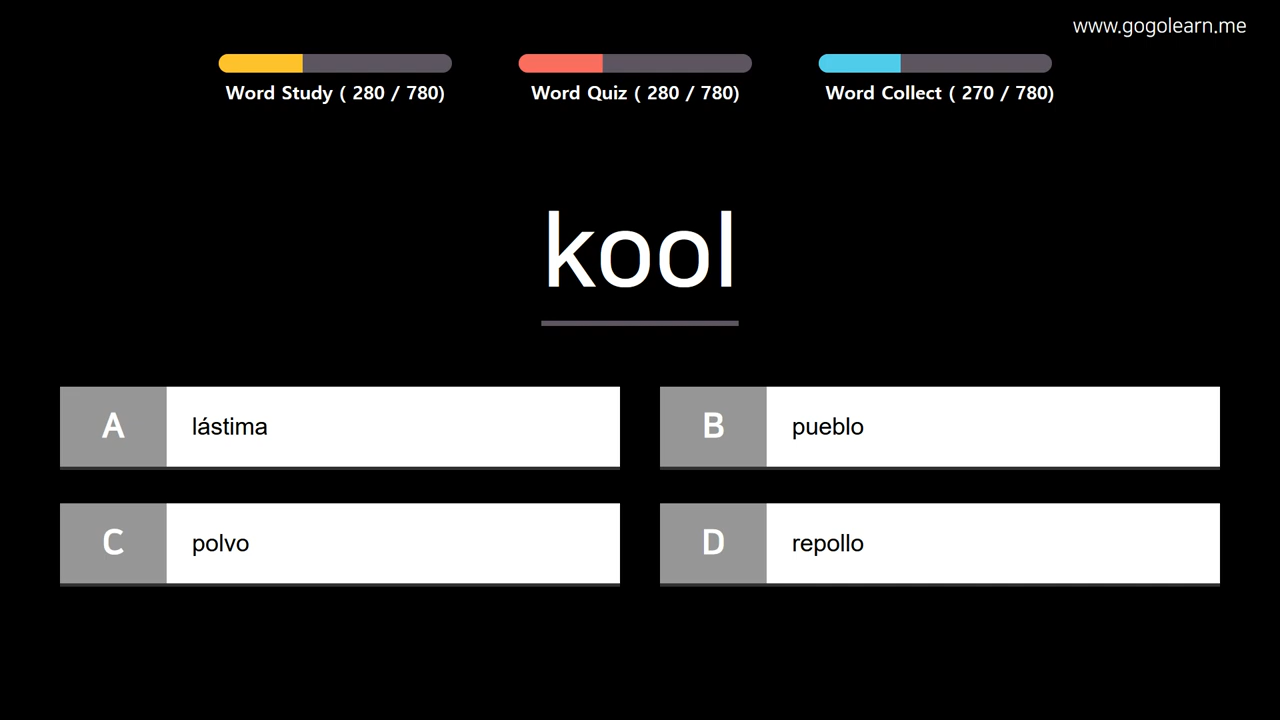 www.gogolearn.me
Word Study ( 280 / 780)
Word Quiz ( 280 / 780)
Word Collect ( 270 / 780)
kool
A lástima
B pueblo
C polvo
D repollo